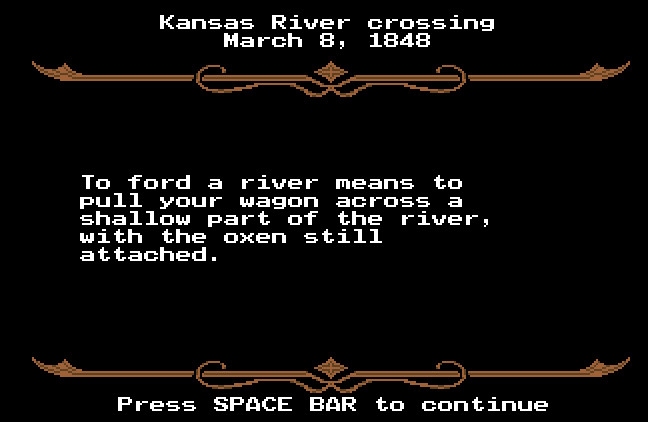 Kansas River crossing
March 8, 1848
To ford a river means to
pull your wagon across a
shallow part of the river,
with the oxen still
attached.
Press SPACE BAR to continue